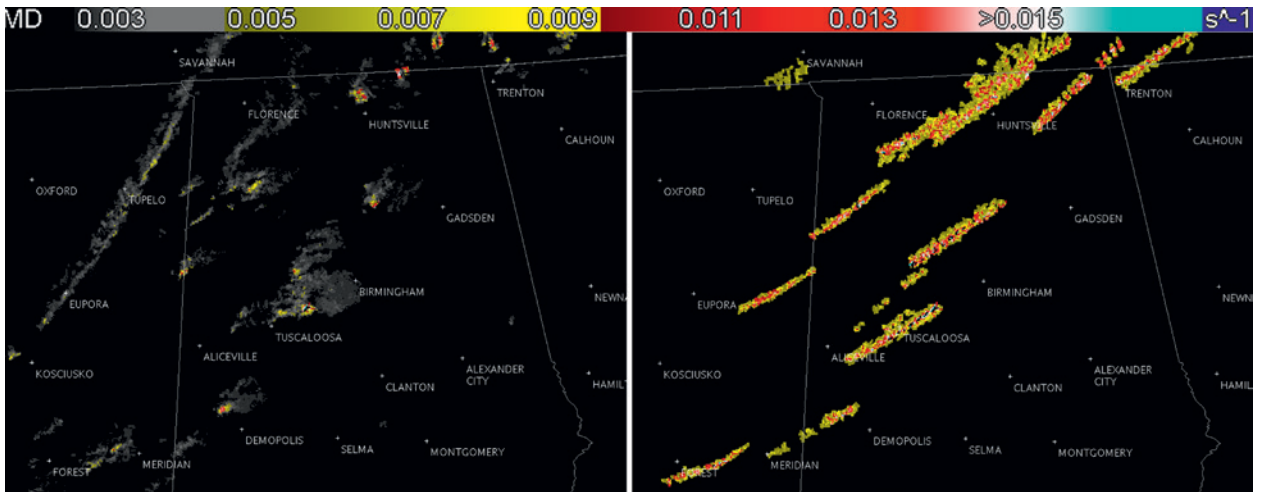 MD 0.003 0.005 0.007 0.009 0.011 0.013 >0.015 s^-1
SAVANNAH
TRENTON
FLORENCE
HUNTSVILLE
CALHOUN
OXFORD
TUPELO
GADSDEN
EUPORA
BIRMINGHAM
NEWN
TUSCALOOSA
ALICEVILLE
KOSCIUSKO
CLANTON
ALEXANDER
CITY
HAMIL
DEMOPOLIS
SELMA
MONTGOMERY
FOREST
MERIDIAN
SAVANNAH
TRENTON
FLORENCE
HUNTSVILLE
CALHOUN
OXFORD
TUPELO
GADSDEN
EUPORA
BIRMINGHAM
NEWN
TUSCALOOSA
ALICEVILLE
KOSCIUSKO
CLANTON
ALEXANDER
CITY
HAMIL
DEMOPOLIS
SELMA
MONTGOMERY
FOREST
MERIDIAN